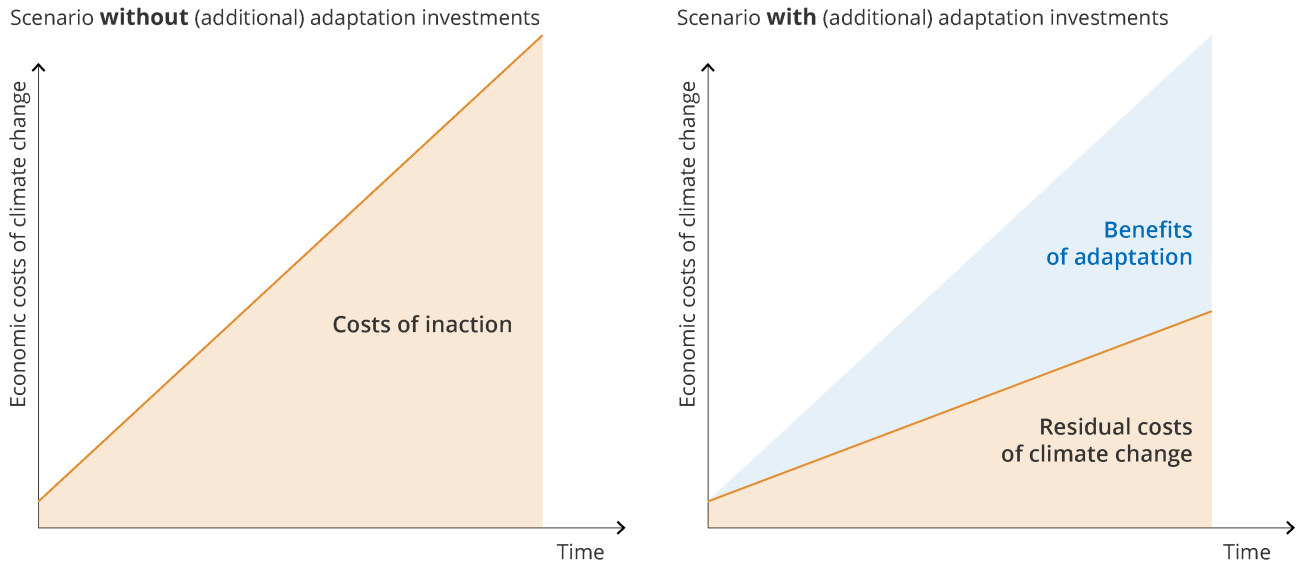 Scenario without (additional) adaptation investments
Economic costs of climate change
Costs of inaction
Time
Scenario with (additional) adaptation investments
Economic costs of climate change
Benefits
of adaptation
Residual costs
of climate change
Time